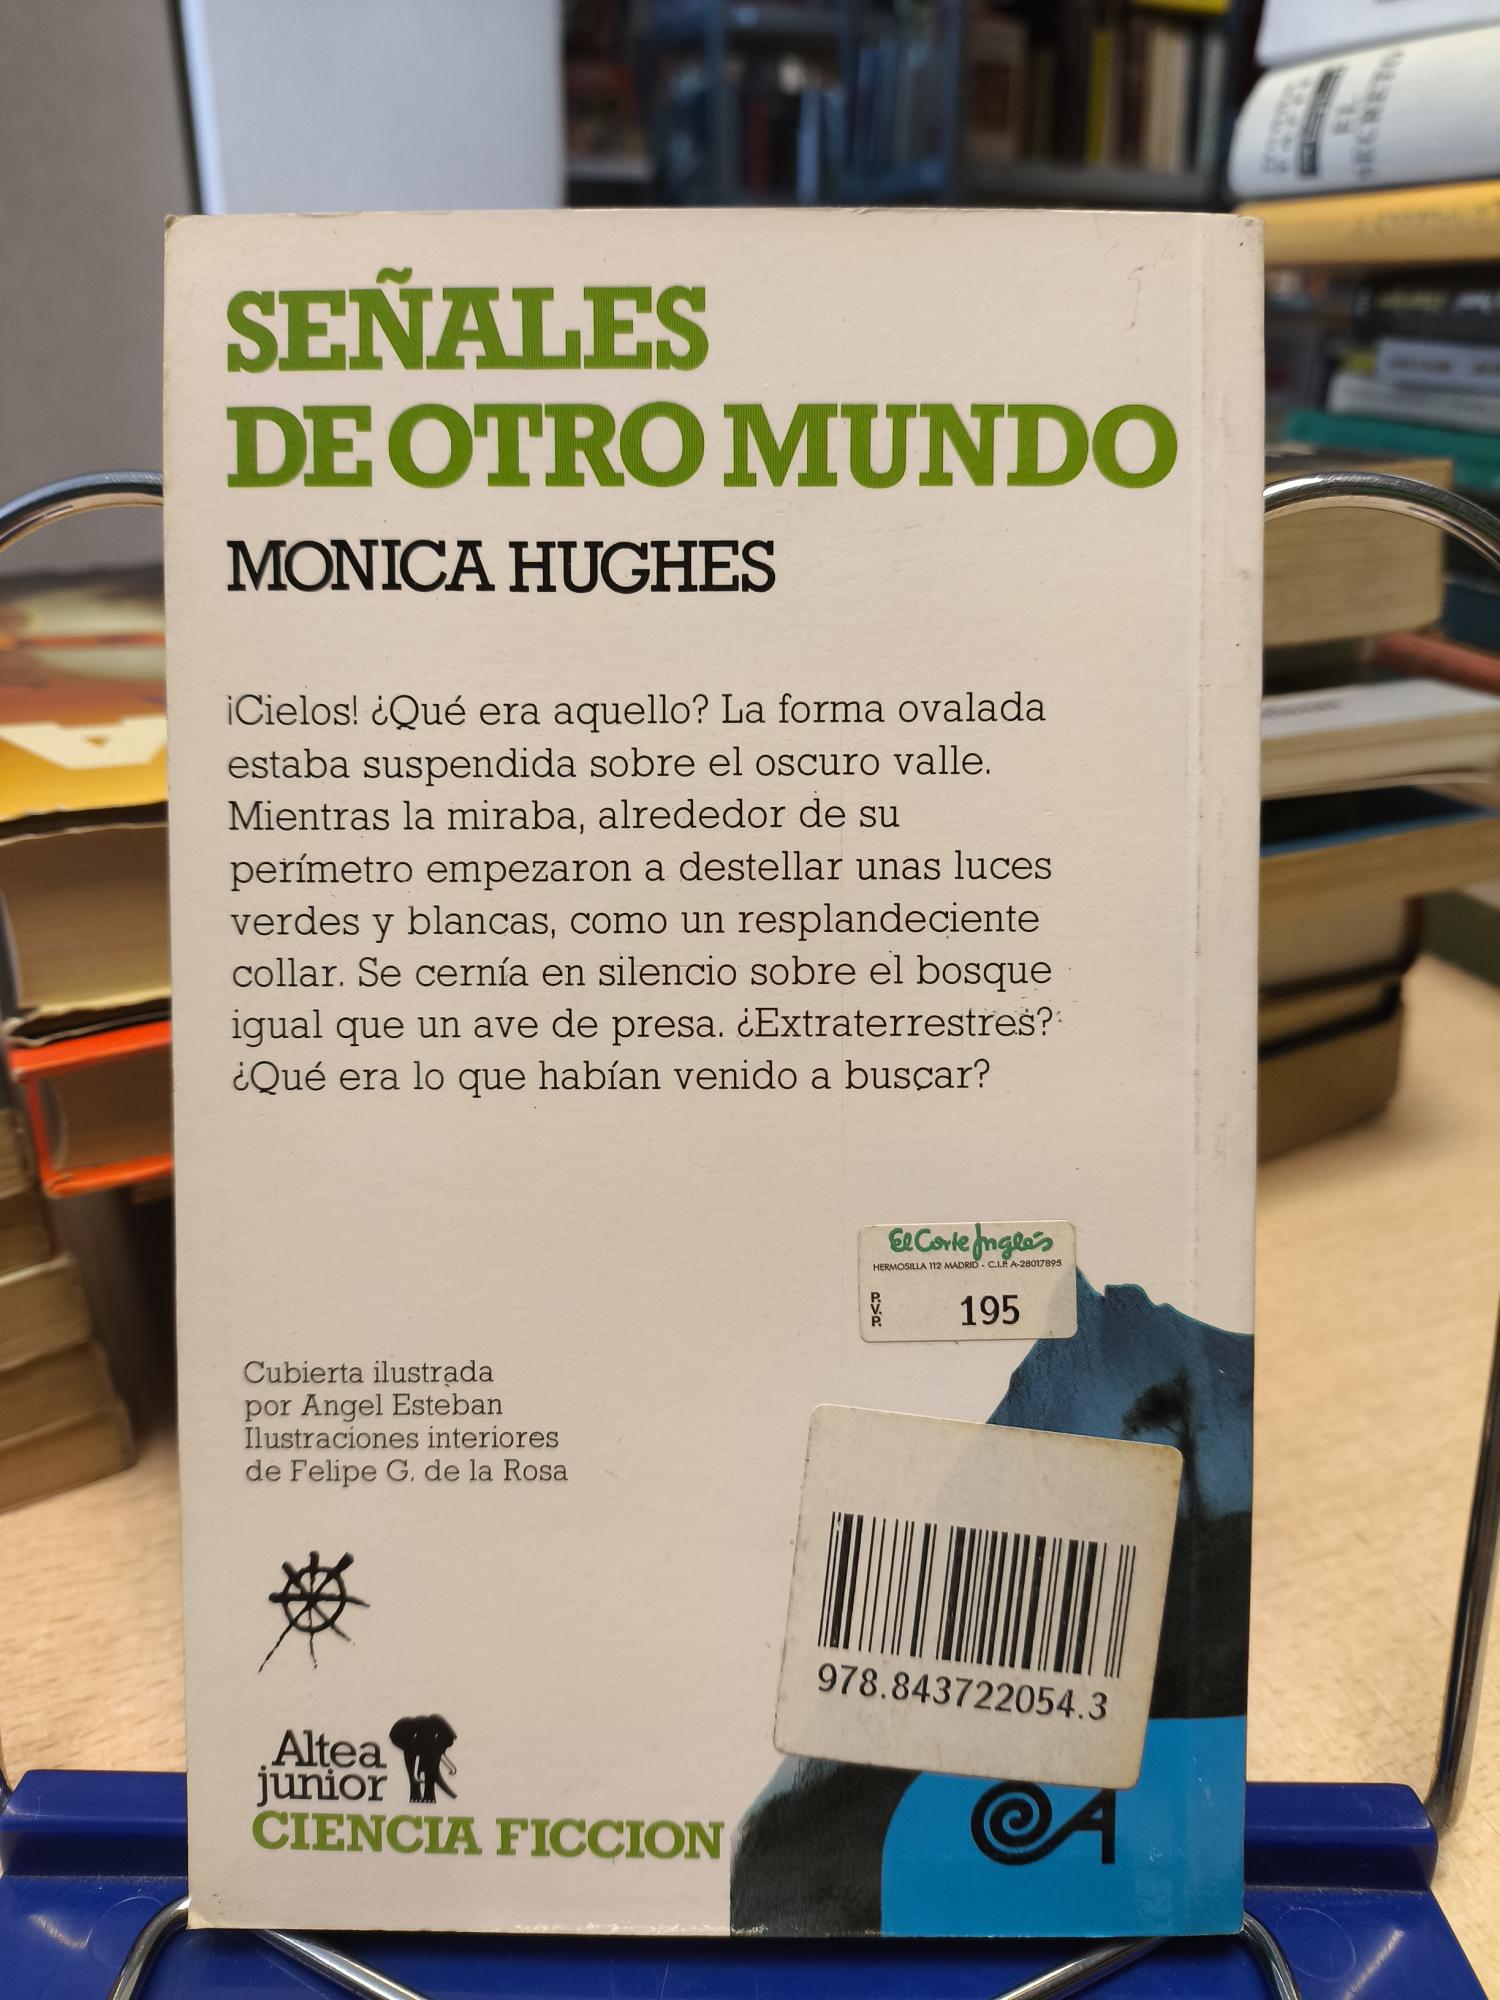 SEÑALES
DE OTRO MUNDO
MONICA HUGHES
¡Cielos! ¿Qué era aquello? La forma ovalada
estaba suspendida sobre el oscuro valle.
Mientras la miraba, alrededor de su
perímetro empezaron a destellar unas luces
verdes y blancas, como un resplandeciente
collar. Se cernía en silencio sobre el bosque
igual que un ave de presa. ¿Extraterrestres?
¿Qué era lo que habían venido a buscar?
El Corte Inglés
HERMOSILLA 112 MADRID - C.I.F. A-28017895
P.V.P. 195
Cubierta ilustrada
por Angel Esteban
Ilustraciones interiores
de Felipe G. de la Rosa
978.843722054.3
Altea
junior
CIENCIA FICCION
A
EL
SECRETO